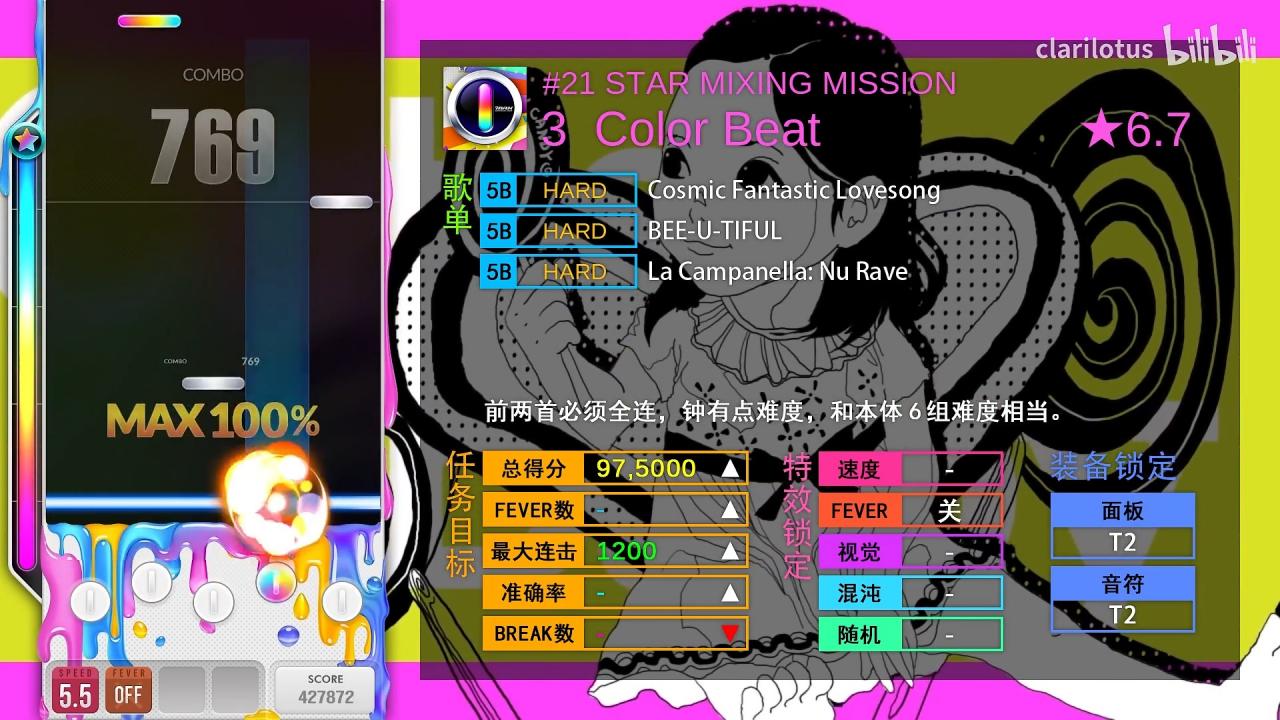 clarilotus bilibili
COMBO
769
COMBO 769
MAX 100%
SPEED
5.5
FEVER
OFF
SCORE
427872
#21 STAR MIXING MISSION
3 Color Beat ★6.7
歌单
5B HARD Cosmic Fantastic Lovesong
5B HARD BEE-U-TIFUL
5B HARD La Campanella: Nu Rave
前两首必须全连，钟有点难度，和本体6组难度相当。
任务目标
总得分 97,5000 ▲
FEVER数 - ▲
最大连击 1200 ▲
准确率 - ▲
BREAK数 - ▼
特效锁定
速度 -
FEVER 关
视觉 -
混沌 -
随机 -
装备锁定
面板
T2
音符
T2